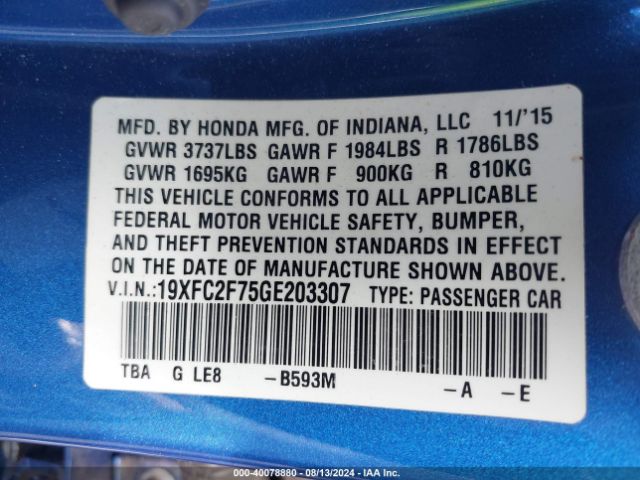 MFD. BY HONDA MFG. OF INDIANA, LLC 11/'15
GVWR 3737LBS GAWR F 1984LBS R 1786LBS
GVWR 1695KG GAWR F 900KG R 810KG
THIS VEHICLE CONFORMS TO ALL APPLICABLE
FEDERAL MOTOR VEHICLE SAFETY, BUMPER,
AND THEFT PREVENTION STANDARDS IN EFFECT
ON THE DATE OF MANUFACTURE SHOWN ABOVE.
V.I.N.:19XFC2F75GE203307 TYPE: PASSENGER CAR
TBA G LE8 -B593M -A -E
000-40078880 - 08/13/2024 - IAA Inc.